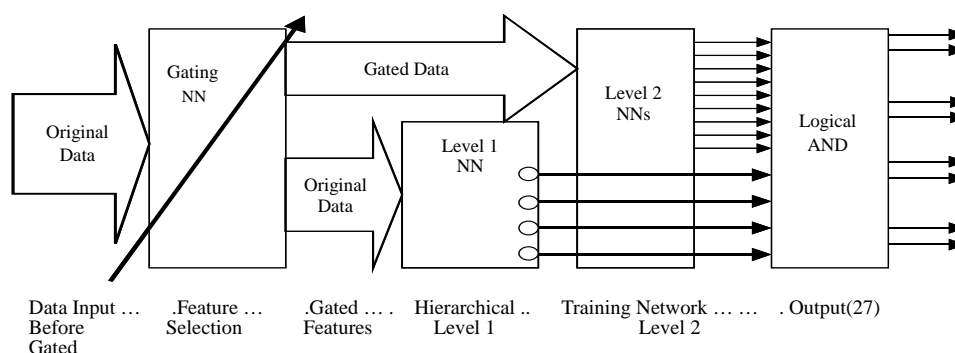 Gating
NN
Gated Data
Level 2
NNs
Logical
AND
Original
Data
Level 1
NN
Original
Data
Data Input …
Before
Gated
.Feature …
Selection
.Gated … .
Features
Hierarchical ..
Level 1
Training Network … …
Level 2
. Output(27)